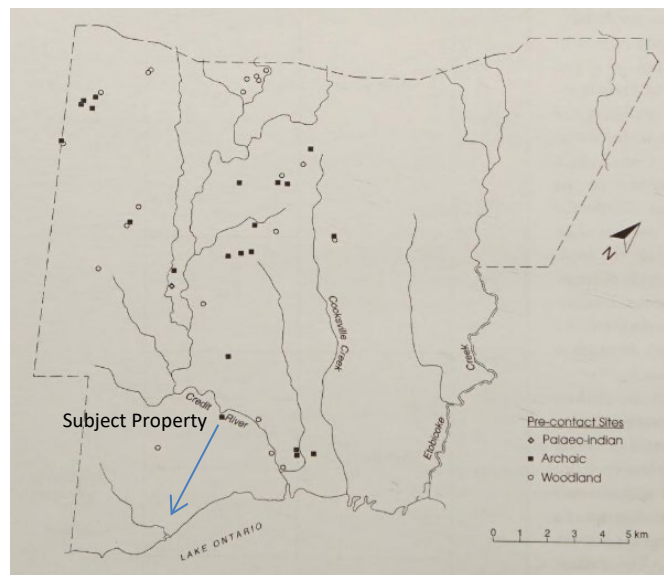 N
Cooksville
Creek
Credit
River
Subject Property
Etobicoke
Creek
Pre-contact Sites
Palaeo-indian
Archaic
Woodland
LAKE ONTARIO
0 1 2 3 4 5 km